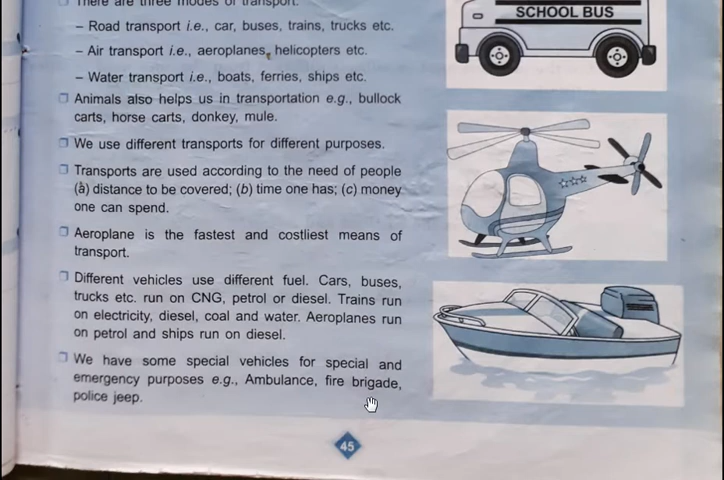 There are three modes of transport.
– Road transport i.e., car, buses, trains, trucks etc.
– Air transport i.e., aeroplanes, helicopters etc.
– Water transport i.e., boats, ferries, ships etc.
Animals also helps us in transportation e.g., bullock
carts, horse carts, donkey, mule.
We use different transports for different purposes.
Transports are used according to the need of people
(a) distance to be covered; (b) time one has; (c) money
one can spend.
Aeroplane is the fastest and costliest means of
transport.
Different vehicles use different fuel. Cars, buses,
trucks etc. run on CNG, petrol or diesel. Trains run
on electricity, diesel, coal and water. Aeroplanes run
on petrol and ships run on diesel.
We have some special vehicles for special and
emergency purposes e.g., Ambulance, fire brigade,
police jeep.
SCHOOL BUS
45